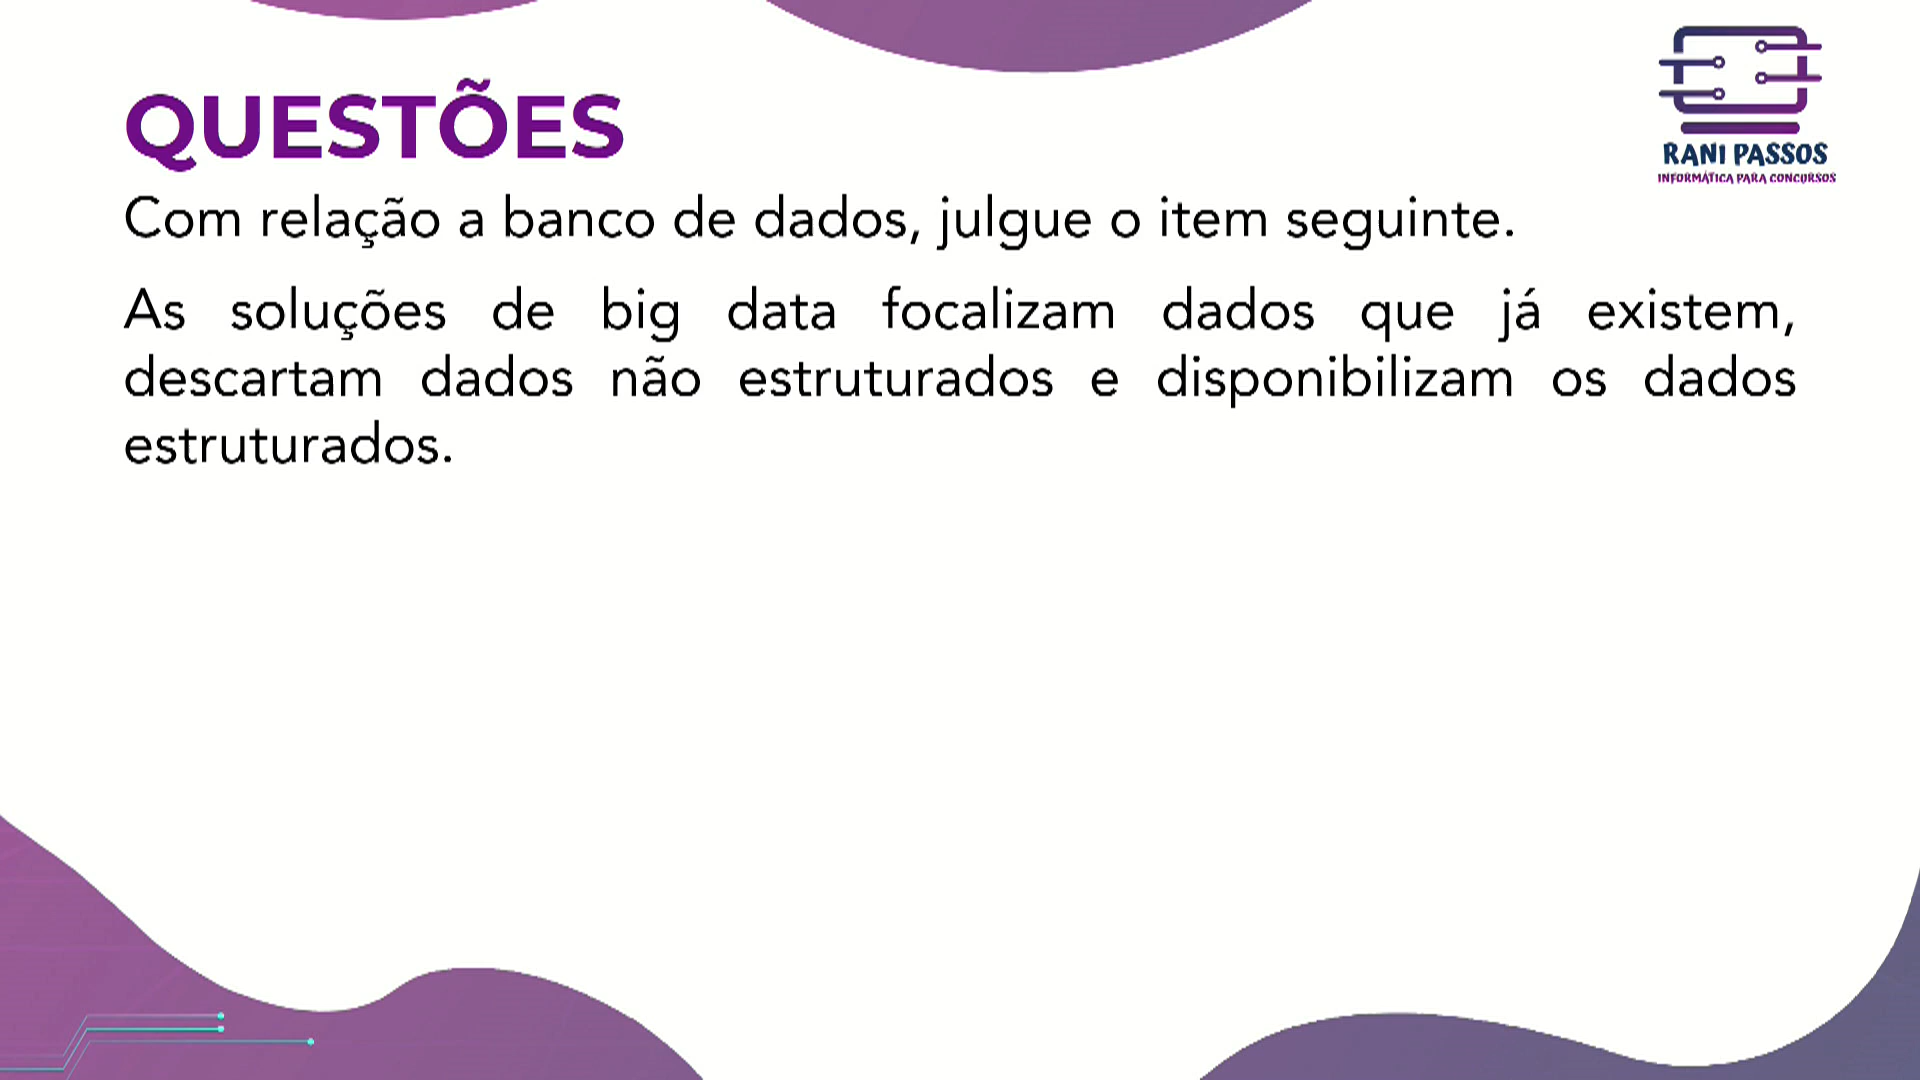 QUESTÕES
RANI PASSOS
INFORMÁTICA PARA CONCURSOS
Com relação a banco de dados, julgue o item seguinte.
As soluções de big data focalizam dados que já existem,
descartam dados não estruturados e disponibilizam os dados
estruturados.